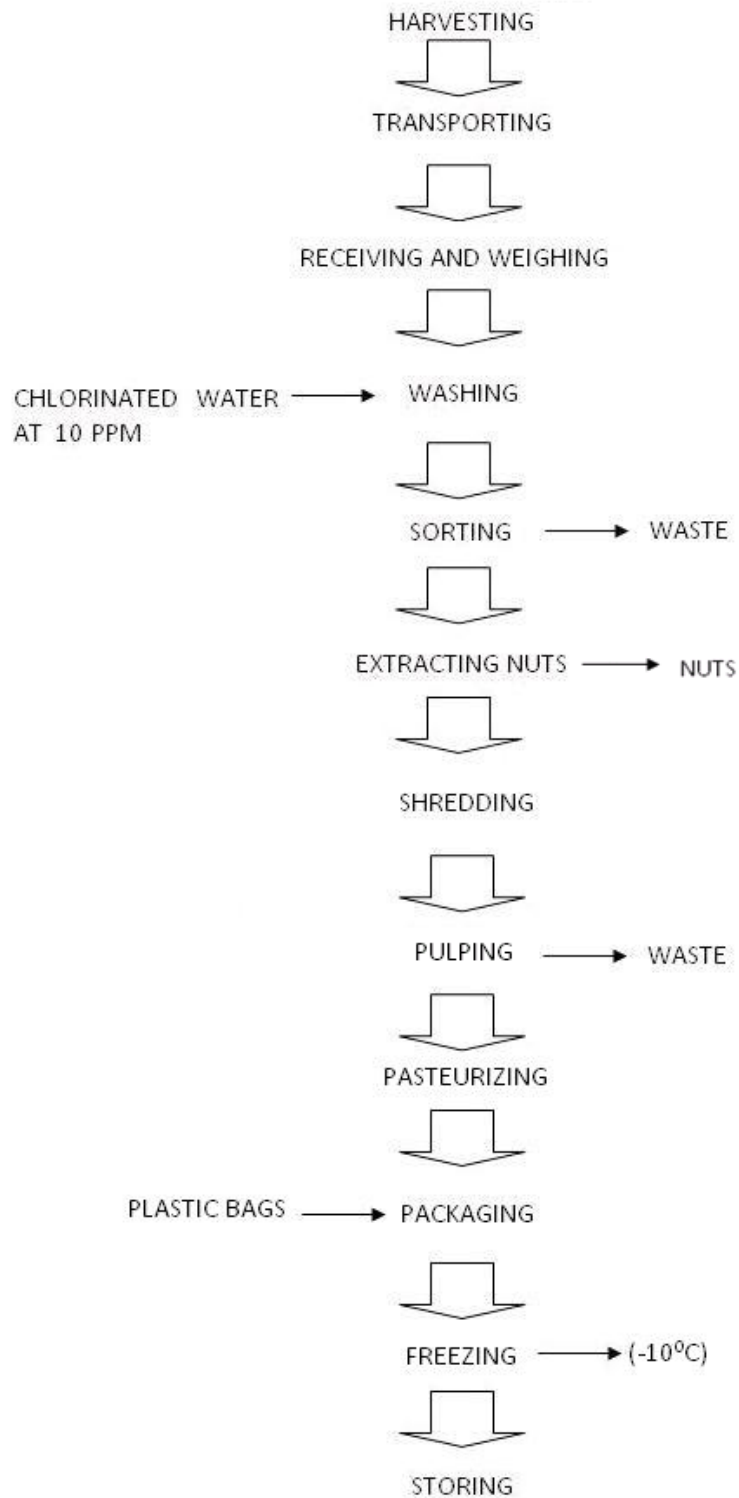 HARVESTING
TRANSPORTING
RECEIVING AND WEIGHING
CHLORINATED WATER
AT 10 PPM
WASHING
SORTING
WASTE
EXTRACTING NUTS
NUTS
SHREDDING
PULPING
WASTE
PASTEURIZING
PLASTIC BAGS
PACKAGING
FREEZING
(-10⁰C)
STORING